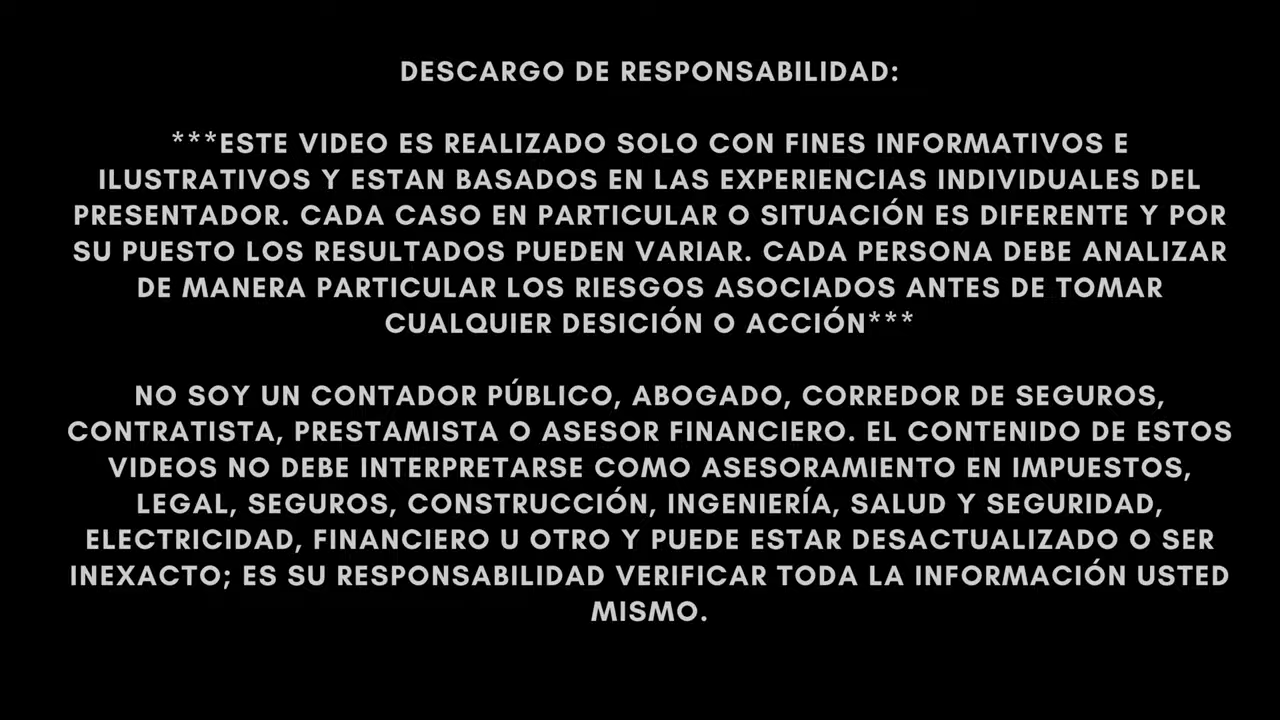 DESCARGO DE RESPONSABILIDAD:
***ESTE VIDEO ES REALIZADO SOLO CON FINES INFORMATIVOS E
ILUSTRATIVOS Y ESTAN BASADOS EN LAS EXPERIENCIAS INDIVIDUALES DEL
PRESENTADOR. CADA CASO EN PARTICULAR O SITUACIÓN ES DIFERENTE Y POR
SU PUESTO LOS RESULTADOS PUEDEN VARIAR. CADA PERSONA DEBE ANALIZAR
DE MANERA PARTICULAR LOS RIESGOS ASOCIADOS ANTES DE TOMAR
CUALQUIER DESICIÓN O ACCIÓN***
NO SOY UN CONTADOR PÚBLICO, ABOGADO, CORREDOR DE SEGUROS,
CONTRATISTA, PRESTAMISTA O ASESOR FINANCIERO. EL CONTENIDO DE ESTOS
VIDEOS NO DEBE INTERPRETARSE COMO ASESORAMIENTO EN IMPUESTOS,
LEGAL, SEGUROS, CONSTRUCCIÓN, INGENIERÍA, SALUD Y SEGURIDAD,
ELECTRICIDAD, FINANCIERO U OTRO Y PUEDE ESTAR DESACTUALIZADO O SER
INEXACTO; ES SU RESPONSABILIDAD VERIFICAR TODA LA INFORMACIÓN USTED
MISMO.